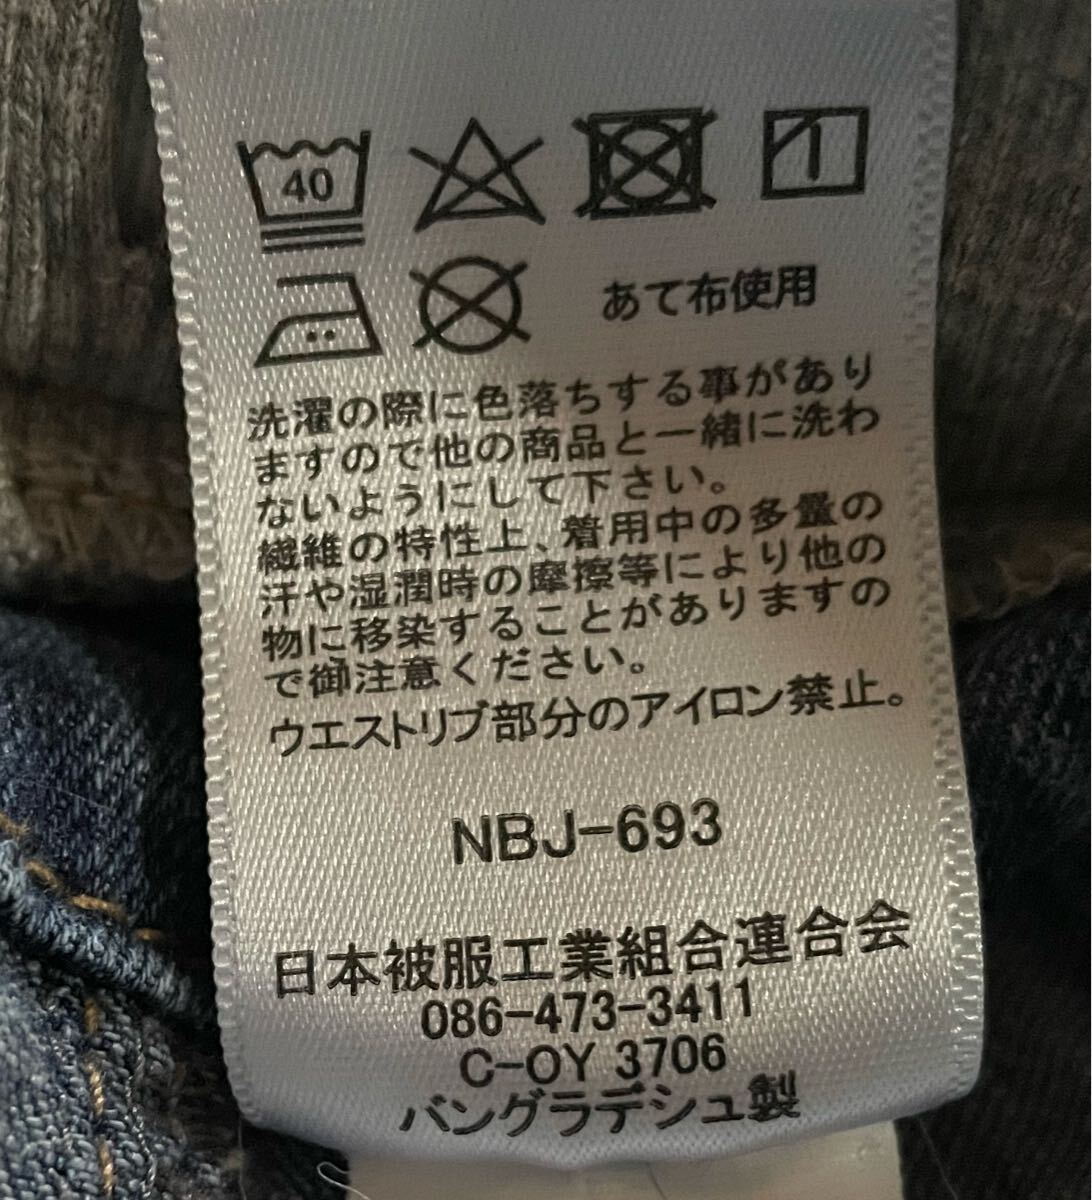 40
あて布使用
洗濯の際に色落ちする事があり
ますので他の商品と一緒に洗わ
ないようにして下さい。
繊維の特性上、着用中の多量の
汗や湿潤時の摩擦等により他の
物に移染することがありますの
で御注意ください。
ウエストリブ部分のアイロン禁止。
NBJ-693
日本被服工業組合連合会
086-473-3411
C-OY 3706
バングラデシュ製